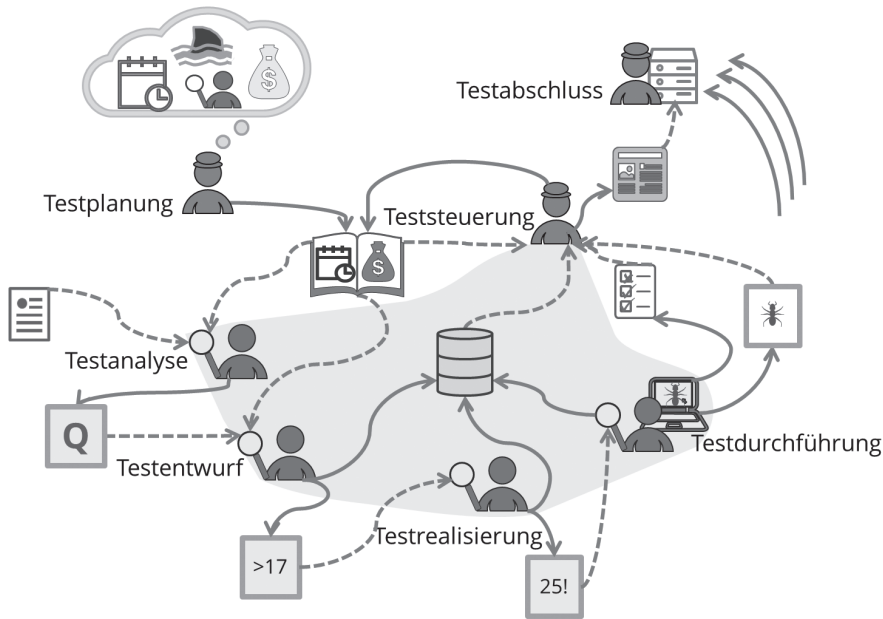 Testabschluss
$
Testplanung
Teststeuerung
$
Testanalyse
Q
Testentwurf
Testdurchführung
Testrealisierung
>17
25!